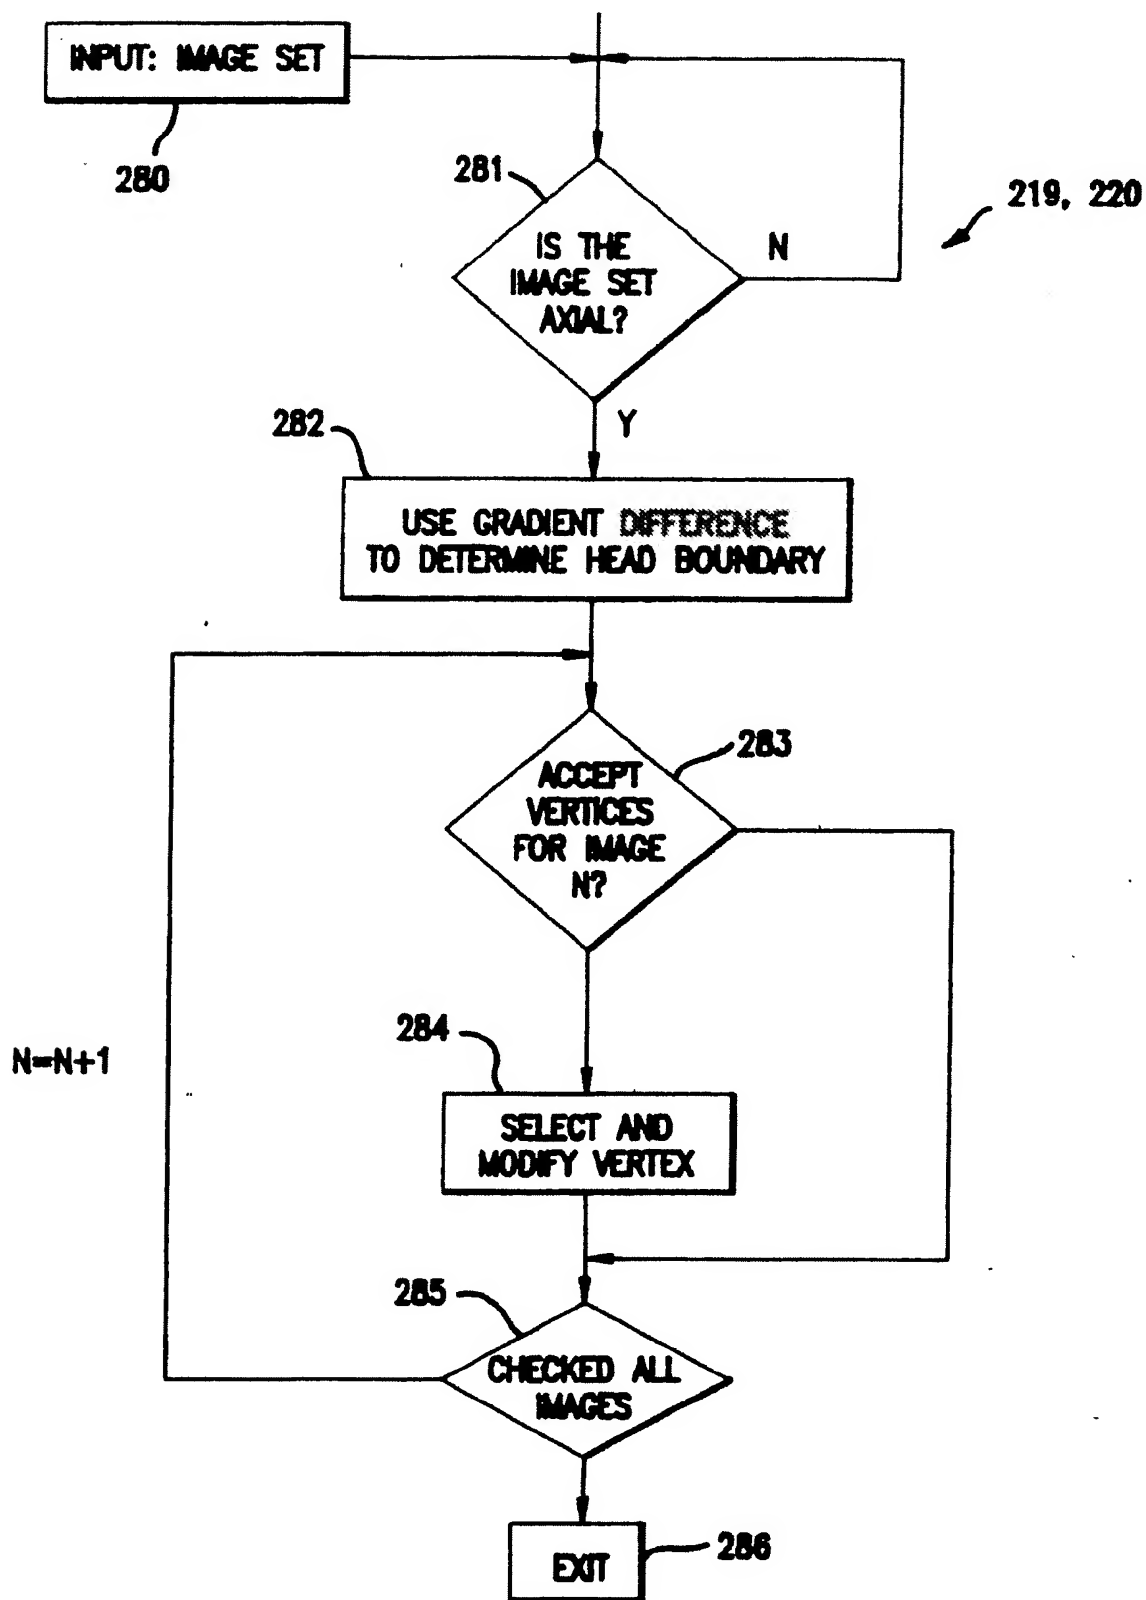 INPUT: IMAGE SET
280
281
219, 220
IS THE
IMAGE SET
AXIAL?
N
Y
282
USE GRADIENT DIFFERENCE
TO DETERMINE HEAD BOUNDARY
283
ACCEPT
VERTICES
FOR IMAGE
N?
284
N=N+1
SELECT AND
MODIFY VERTEX
285
CHECKED ALL
IMAGES
EXIT
286